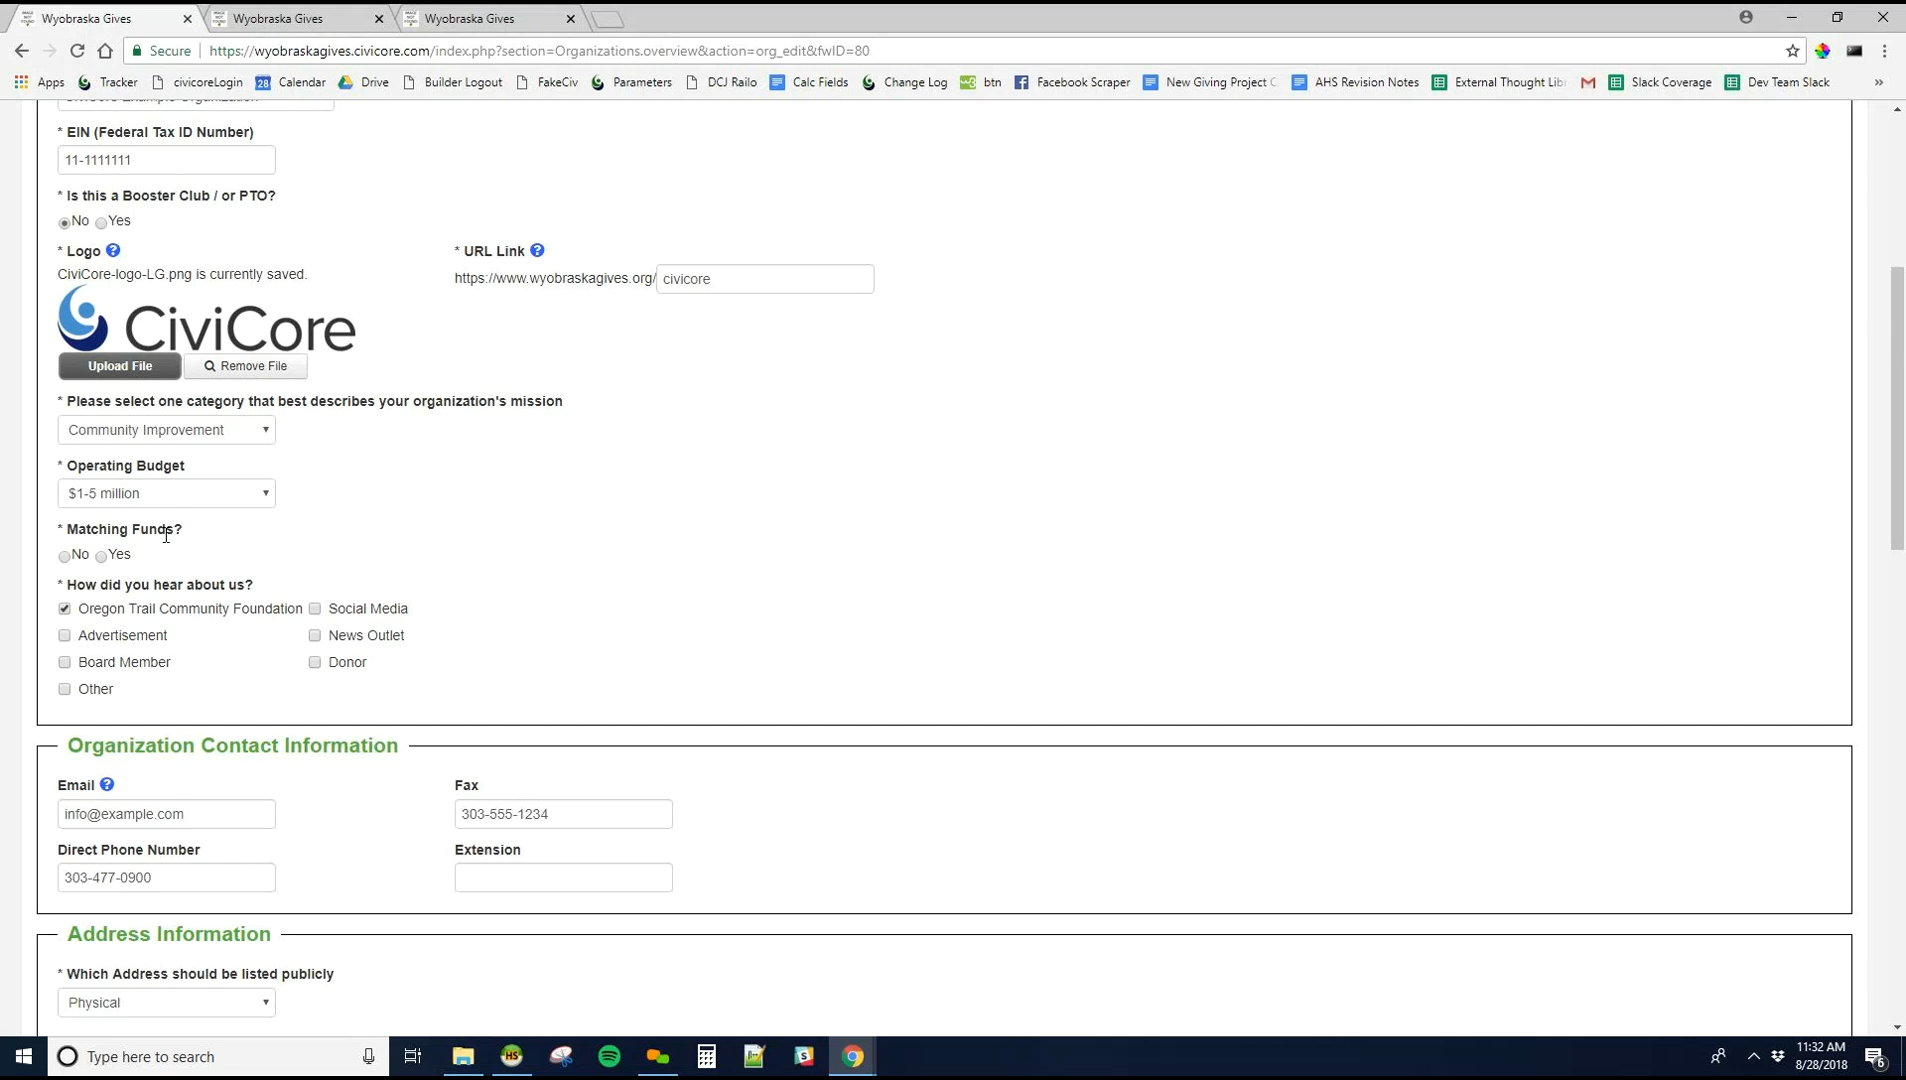 Wyobraska Gives
Wyobraska Gives
Wyobraska Gives
Secure https://wyobraskagives.civicore.com/index.php?section=Organizations.overview&action=org_edit&fwID=80
Apps Tracker civicoreLogin 28 Calendar Drive Builder Logout FakeCiv Parameters DCJ Railo Calc Fields Change Log btn Facebook Scraper New Giving Project C AHS Revision Notes External Thought Lib Slack Coverage Dev Team Slack »
CiviCore Example Organization
* EIN (Federal Tax ID Number)
11-1111111
* Is this a Booster Club / or PTO?
No Yes
* Logo ? * URL Link ?
CiviCore-logo-LG.png is currently saved. https://www.wyobraskagives.org/ civicore
CiviCore
Upload File Remove File
* Please select one category that best describes your organization's mission
Community Improvement
* Operating Budget
$1-5 million
* Matching Funds?
No Yes
* How did you hear about us?
Oregon Trail Community Foundation Social Media
Advertisement News Outlet
Board Member Donor
Other
Organization Contact Information
Email ? Fax
info@example.com 303-555-1234
Direct Phone Number Extension
303-477-0900
Address Information
* Which Address should be listed publicly
Physical
Type here to search
HS
11:32 AM
8/28/2018
6